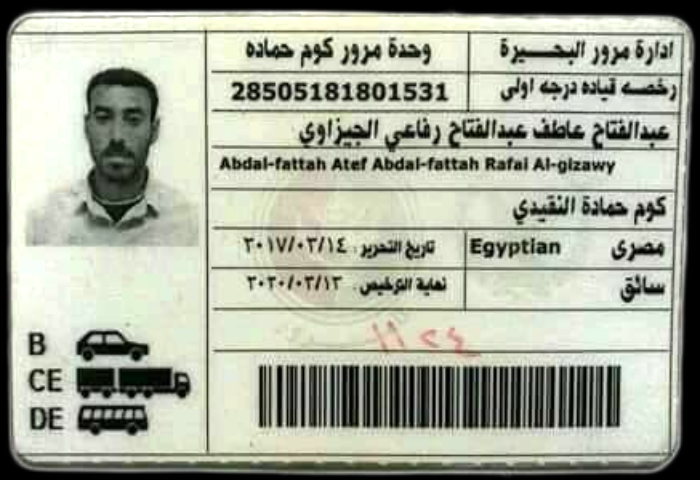 ادارة مرور البحيرة وحدة مرور كوم حماده
رخصه قياده درجه اولى 28505181801531
عبدالفتاح عاطف عبدالفتاح رفاعي الجيزاوي
Abdal-fattah Atef Abdal-fattah Rafai Al-gizawy
كوم حمادة النقيدي
مصرى Egyptian تاريخ التحرير: ٢٠١٧/٠٣/١٤
سائق نهاية الترخيص: ٢٠٢٠/٠٣/١٣
B
CE
DE